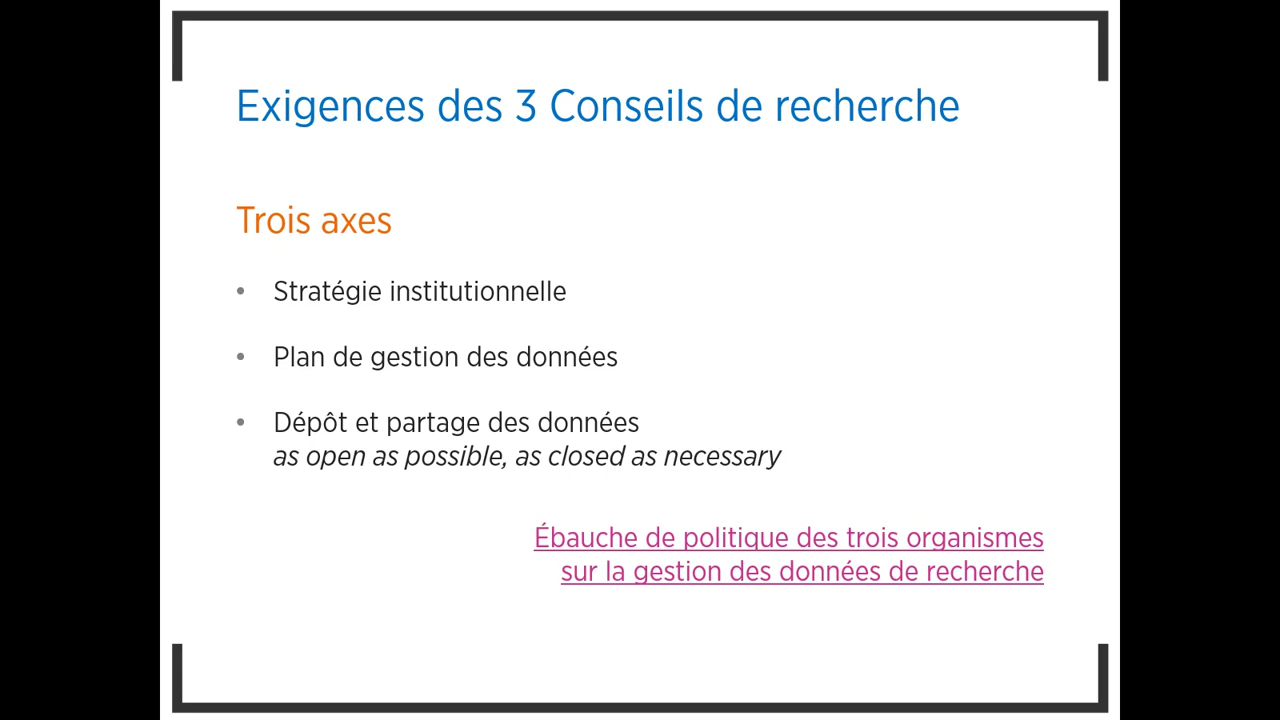 Exigences des 3 Conseils de recherche
Trois axes
• Stratégie institutionnelle
• Plan de gestion des données
• Dépôt et partage des données
as open as possible, as closed as necessary
Ébauche de politique des trois organismes
sur la gestion des données de recherche